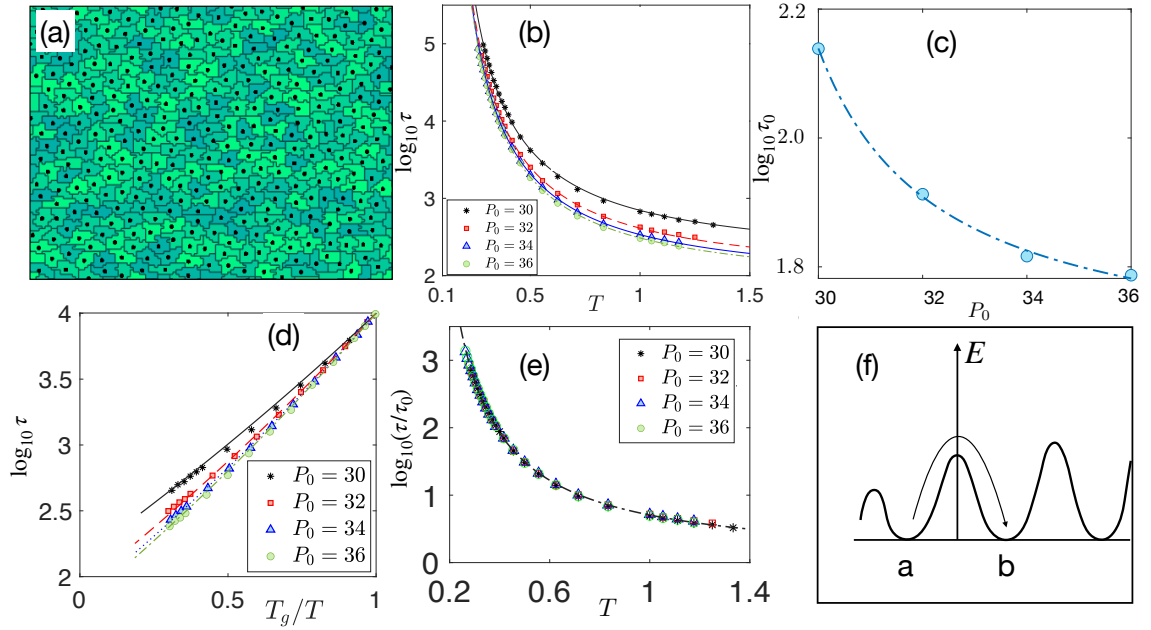 (a)
(b)
5
4
3
2
0.1
0.5
1
1.5
log₁₀ τ
T
P₀ = 30
P₀ = 32
P₀ = 34
P₀ = 36
(c)
2.2
2.0
1.8
30
32
34
36
log₁₀ τ₀
P₀
(d)
4
3.5
3
2.5
2
0
0.5
1
log₁₀ τ
T_g/T
P₀ = 30
P₀ = 32
P₀ = 34
P₀ = 36
(e)
3
2
1
0
0.2
0.6
1.0
1.4
log₁₀(τ/τ₀)
T
P₀ = 30
P₀ = 32
P₀ = 34
P₀ = 36
(f)
E
a
b